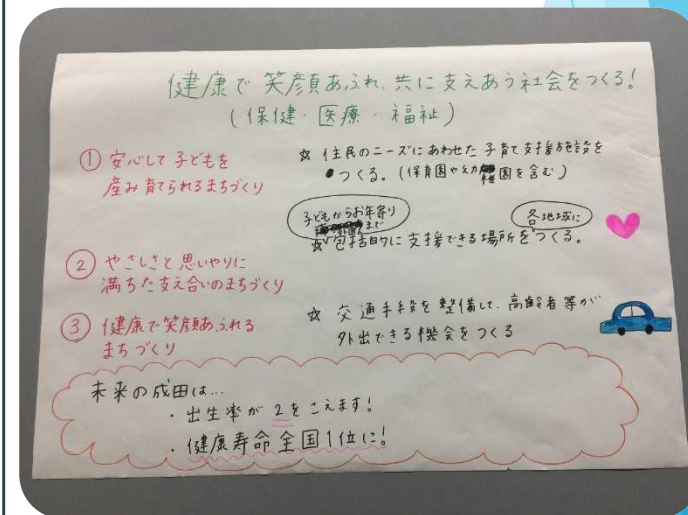 健康で笑顔あふれ、共に支えあう社会をつくる!
(保健・医療・福祉)
① 安心して子どもを
産み育てられるまちづくり
☆ 住民のニーズにあわせた子育て支援施設を
つくる。(保育園や幼稚園を含む)
子どもからお年寄り
まで
各地域に
☆包括的に支援できる場所をつくる。
② やさしさと思いやりに
満ちた支え合いのまちづくり
③ 健康で笑顔あふれる
まちづくり
☆ 交通手段を整備して、高齢者等が
外出できる機会をつくる
未来の成田は...
・出生率が2をこえます!
・健康寿命全国1位に!